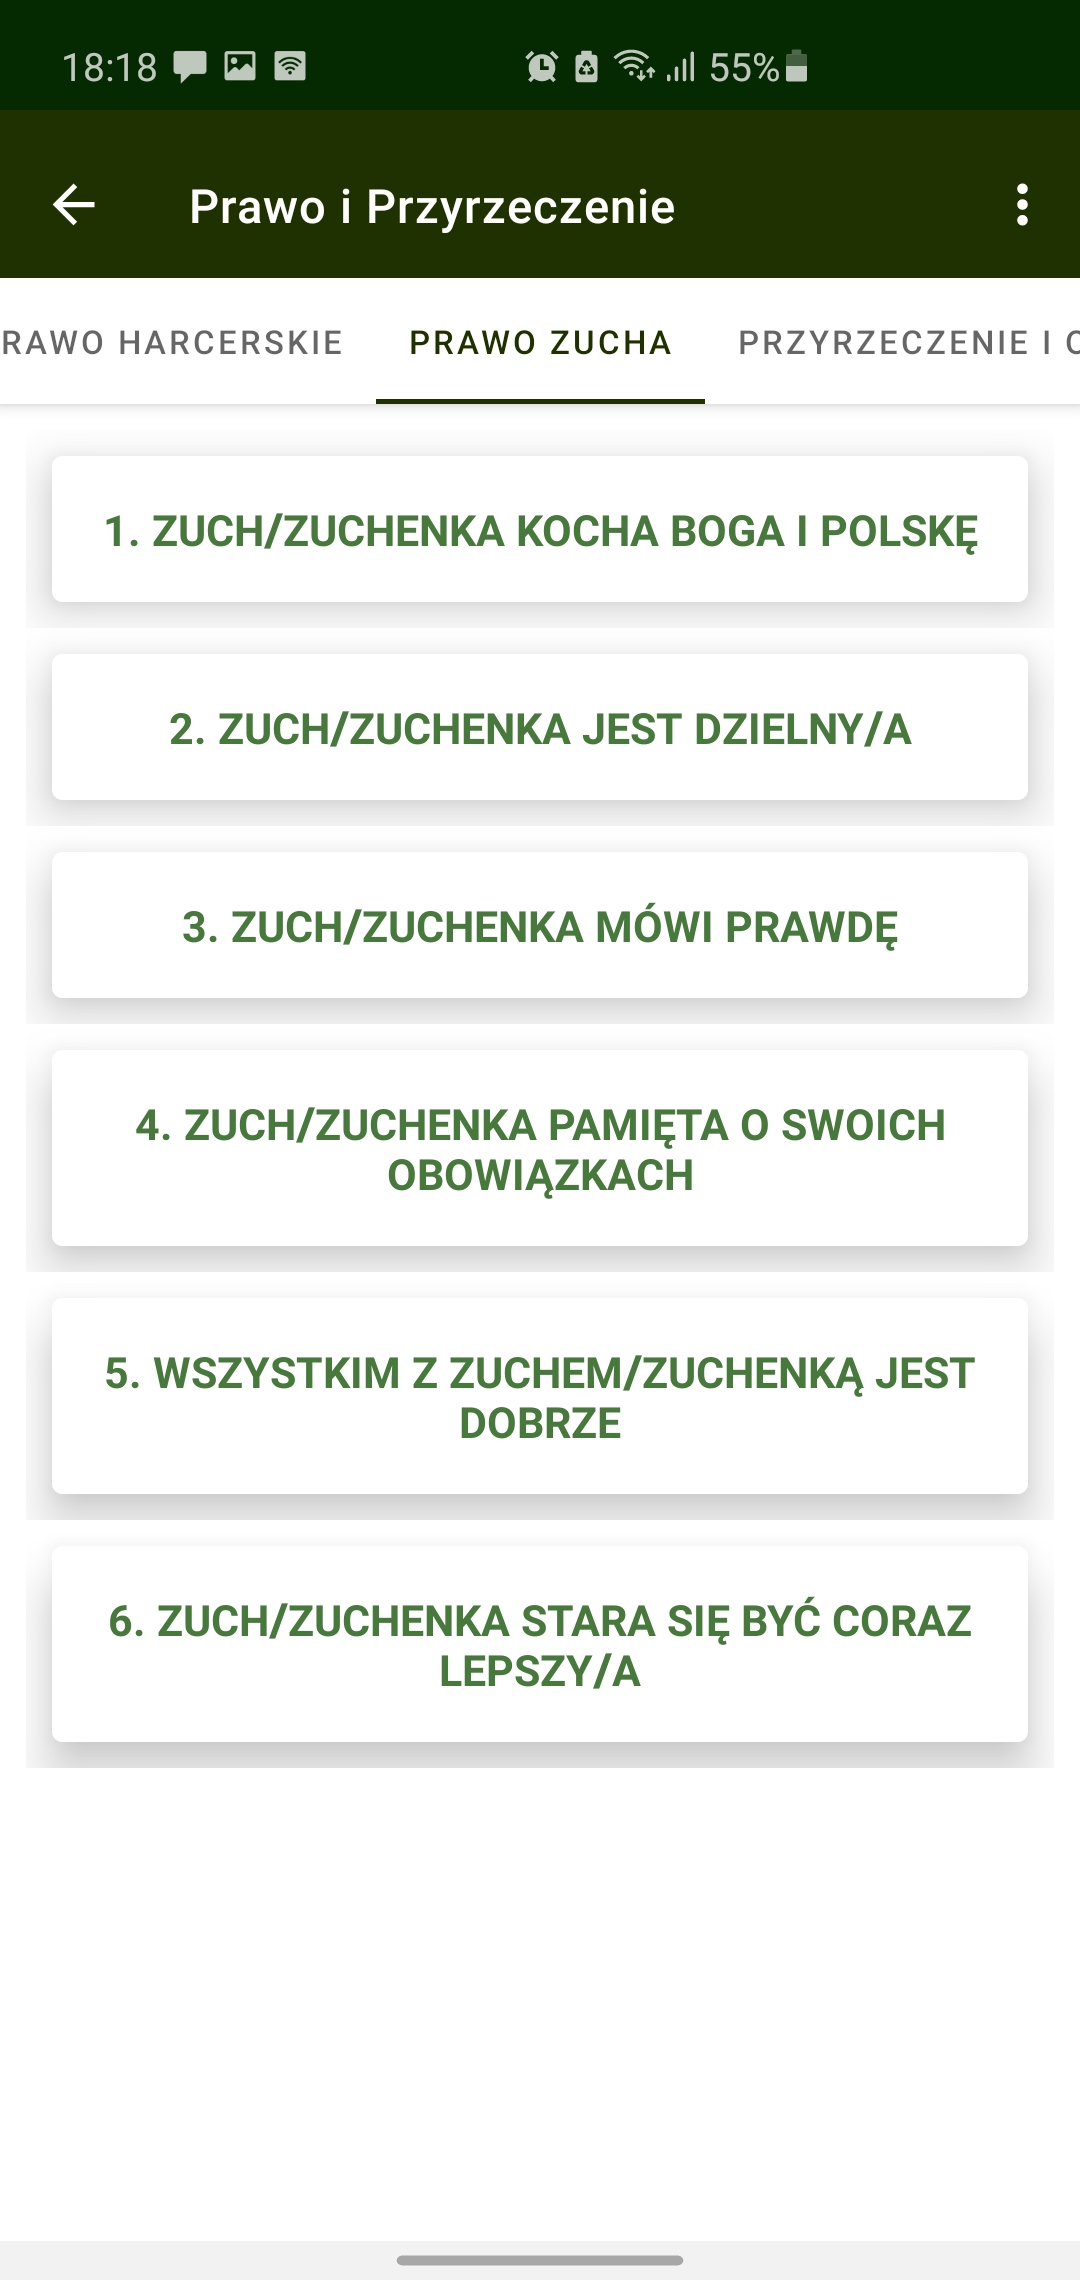 18:18
55%
Prawo i Przyrzeczenie
RAWO HARCERSKIE
PRAWO ZUCHA
PRZYRZECZENIE I
1. ZUCH/ZUCHENKA KOCHA BOGA I POLSKĘ
2. ZUCH/ZUCHENKA JEST DZIELNY/A
3. ZUCH/ZUCHENKA MÓWI PRAWDĘ
4. ZUCH/ZUCHENKA PAMIĘTA O SWOICH
OBOWIĄZKACH
5. WSZYSTKIM Z ZUCHEM/ZUCHENKĄ JEST
DOBRZE
6. ZUCH/ZUCHENKA STARA SIĘ BYĆ CORAZ
LEPSZY/A